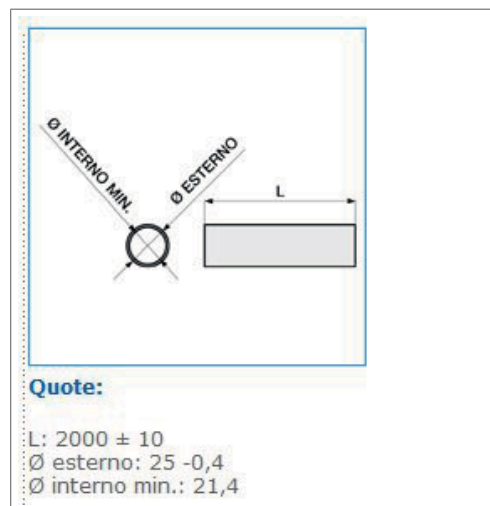 Ø INTERNO MIN.
Ø ESTERNO
L
Quote:
L: 2000 ± 10
Ø esterno: 25 -0,4
Ø interno min.: 21,4